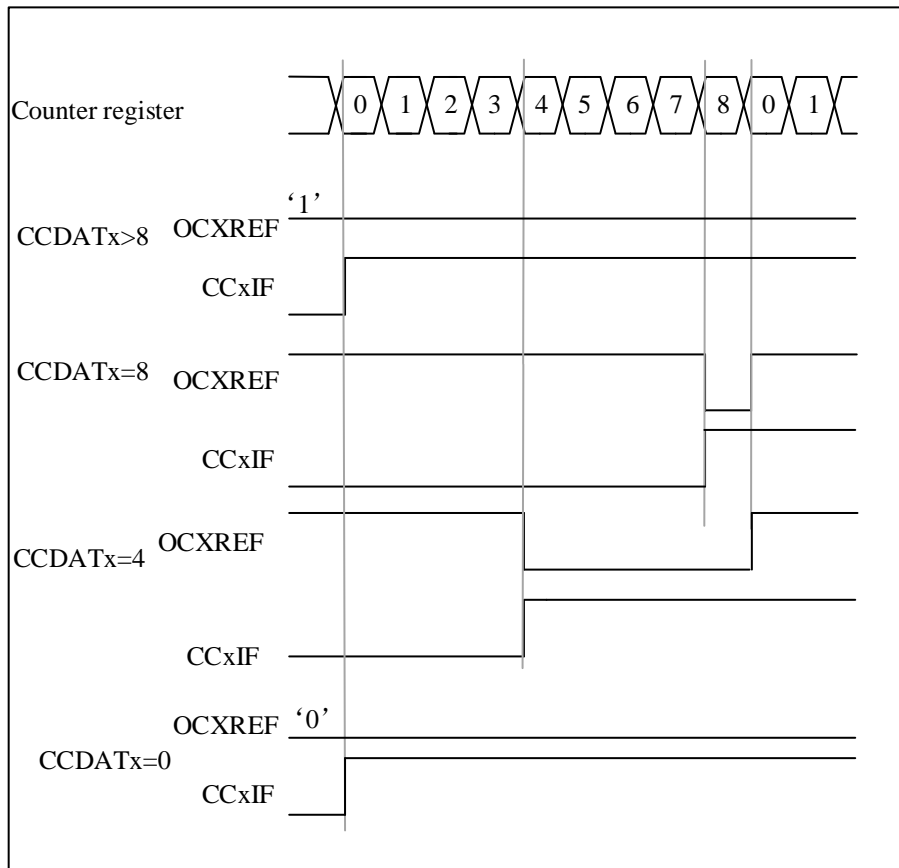 Counter register 0 1 2 3 4 5 6 7 8 0 1
‘1’
CCDATx>8 OCXREF
CCxIF
CCDATx=8 OCXREF
CCxIF
CCDATx=4 OCXREF
CCxIF
OCXREF ‘0’
CCDATx=0
CCxIF